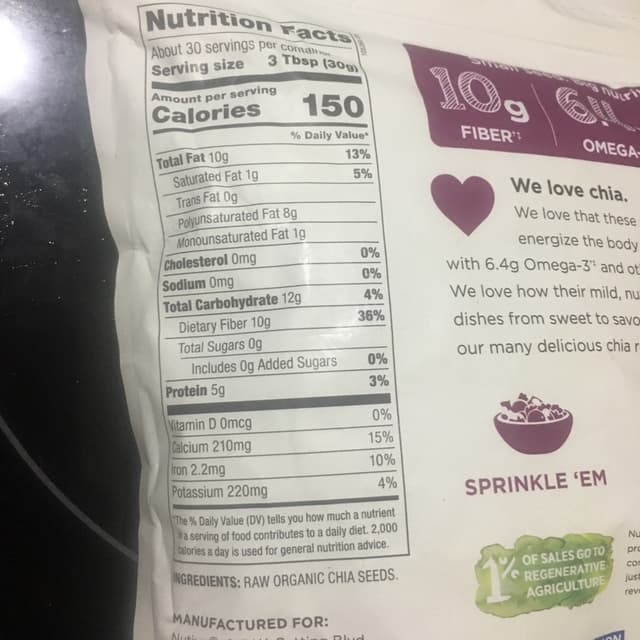 Nutrition Facts
About 30 servings per
Serving size 3 Tbsp (30g)
Amount per serving
Calories 150
% Daily Value*
Total Fat 10g 13%
Saturated Fat 1g 5%
Trans Fat 0g
Polyunsaturated Fat 8g
Monounsaturated Fat 1g
Cholesterol 0mg 0%
Sodium 0mg 0%
Total Carbohydrate 12g 4%
Dietary Fiber 10g 36%
Total Sugars 0g
Includes 0g Added Sugars 0%
Protein 5g 3%
Vitamin D 0mcg 0%
Calcium 210mg 15%
Iron 2.2mg 10%
Potassium 220mg 4%
*The % Daily Value (DV) tells you how much a nutrient
in a serving of food contributes to a daily diet. 2,000
calories a day is used for general nutrition advice.
INGREDIENTS: RAW ORGANIC CHIA SEEDS.
MANUFACTURED FOR:
10g
FIBER
OMEGA-
We love chia.
We love that these
energize the body
with 6.4g Omega-3 and
We love how their mild,
dishes from sweet to
our many delicious chia
SPRINKLE 'EM
1% OF SALES GO TO
REGENERATIVE
AGRICULTURE